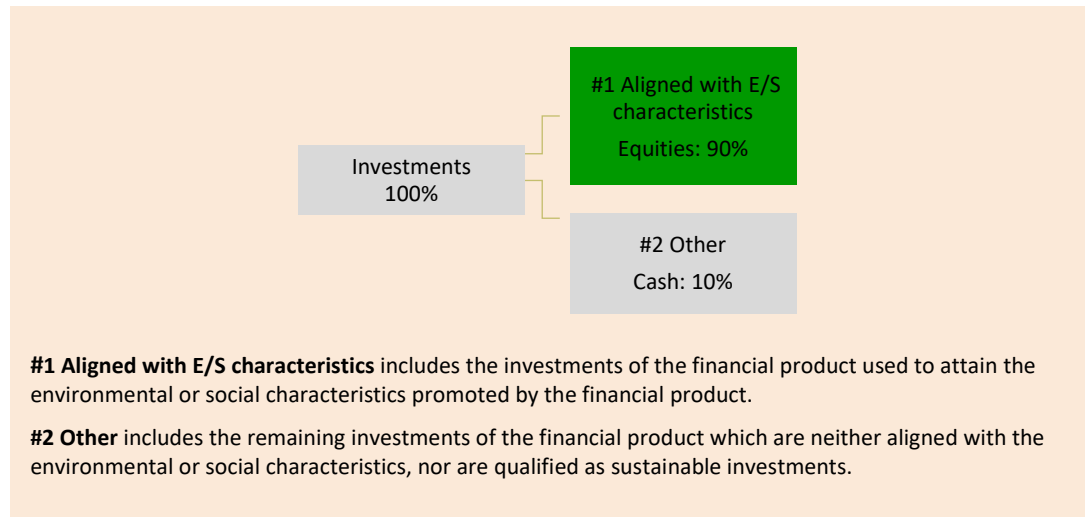 #1 Aligned with E/S
characteristics
Equities: 90%
Investments
100%
#2 Other
Cash: 10%
#1 Aligned with E/S characteristics includes the investments of the financial product used to attain the
environmental or social characteristics promoted by the financial product.
#2 Other includes the remaining investments of the financial product which are neither aligned with the
environmental or social characteristics, nor are qualified as sustainable investments.